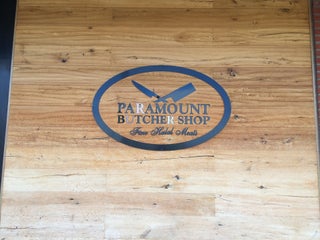 PARAMOUNT
BUTCHER SHOP
Fine Halal Meats